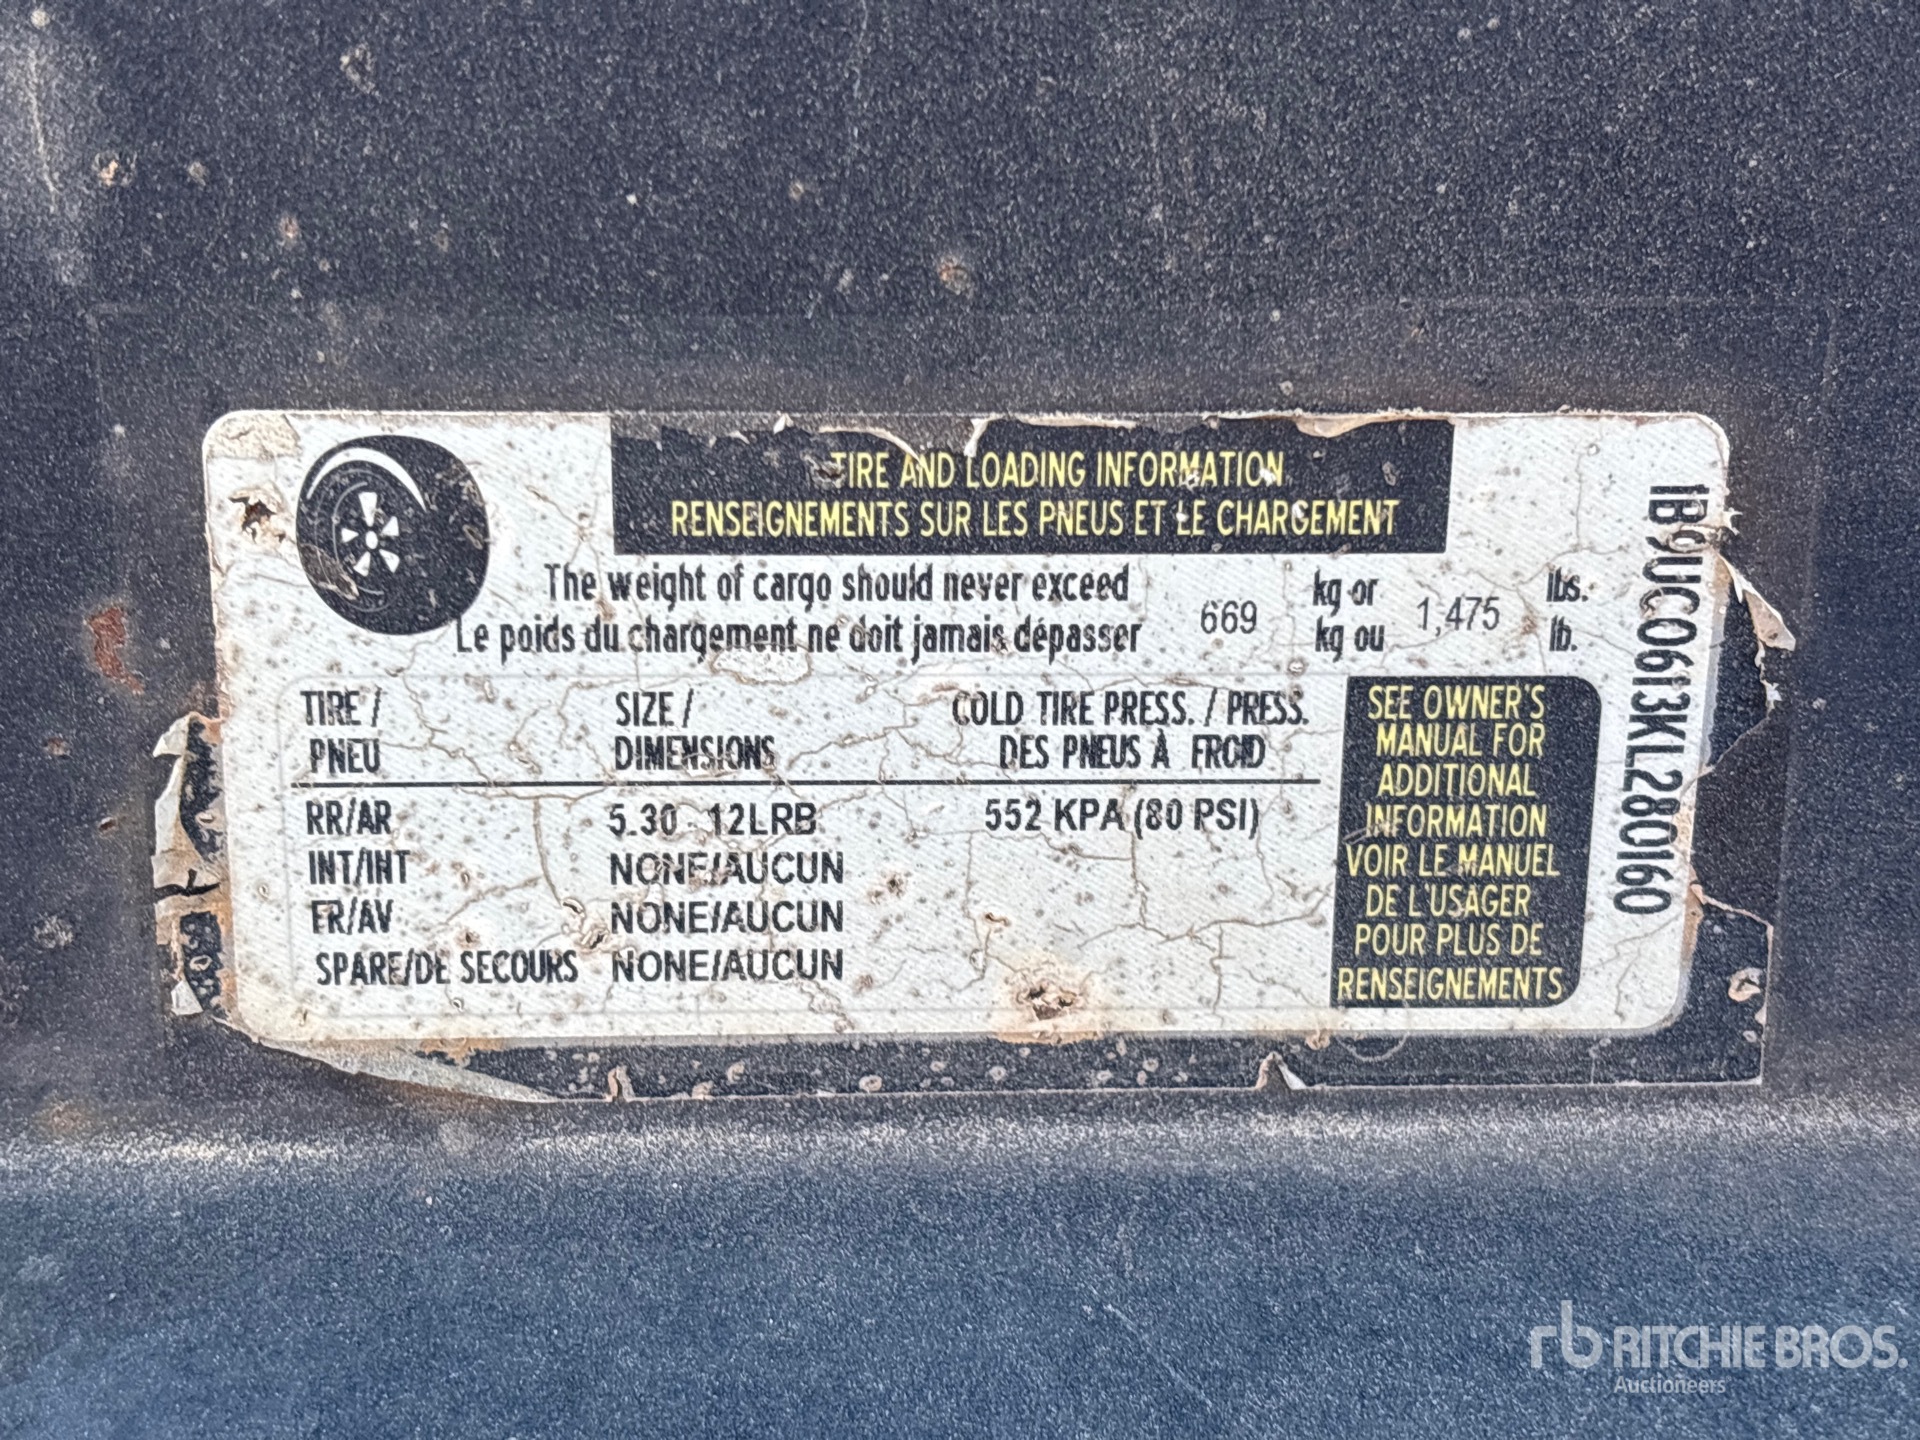 TIRE AND LOADING INFORMATION
RENSEIGNEMENTS SUR LES PNEUS ET LE CHARGEMENT
The weight of cargo should never exceed 669 kg or 1,475 lbs.
Le poids du chargement ne doit jamais dépasser kg ou lb.
TIRE / SIZE / COLD TIRE PRESS. / PRESS.
PNEU DIMENSIONS DES PNEUS À FROID
RR/AR 5.30 - 12LRB 552 KPA (80 PSI)
INT/INT NONE/AUCUN
FR/AV NONE/AUCUN
SPARE/DE SECOURS NONE/AUCUN
SEE OWNER'S
MANUAL FOR
ADDITIONAL
INFORMATION
VOIR LE MANUEL
DE L'USAGER
POUR PLUS DE
RENSEIGNEMENTS
1B9UC0613KL280160
rb RITCHIE BROS.
Auctioneers